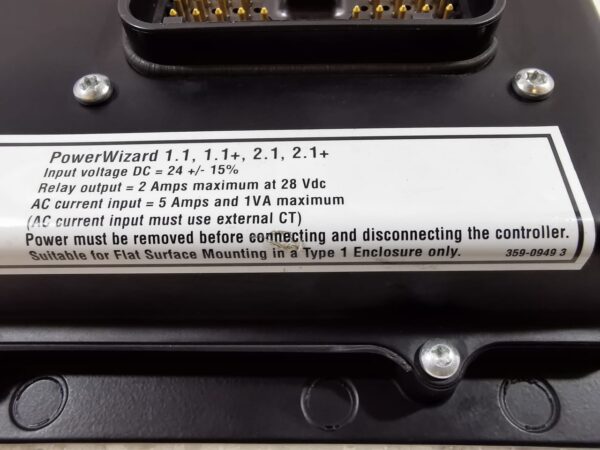 PowerWizard 1.1, 1.1+, 2.1, 2.1+
Input voltage DC = 24 +/- 15%
Relay output = 2 Amps maximum at 28 Vdc
AC current input = 5 Amps and 1VA maximum
(AC current input must use external CT)
Power must be removed before connecting and disconnecting the controller.
Suitable for Flat Surface Mounting in a Type 1 Enclosure only. 359-0949 3